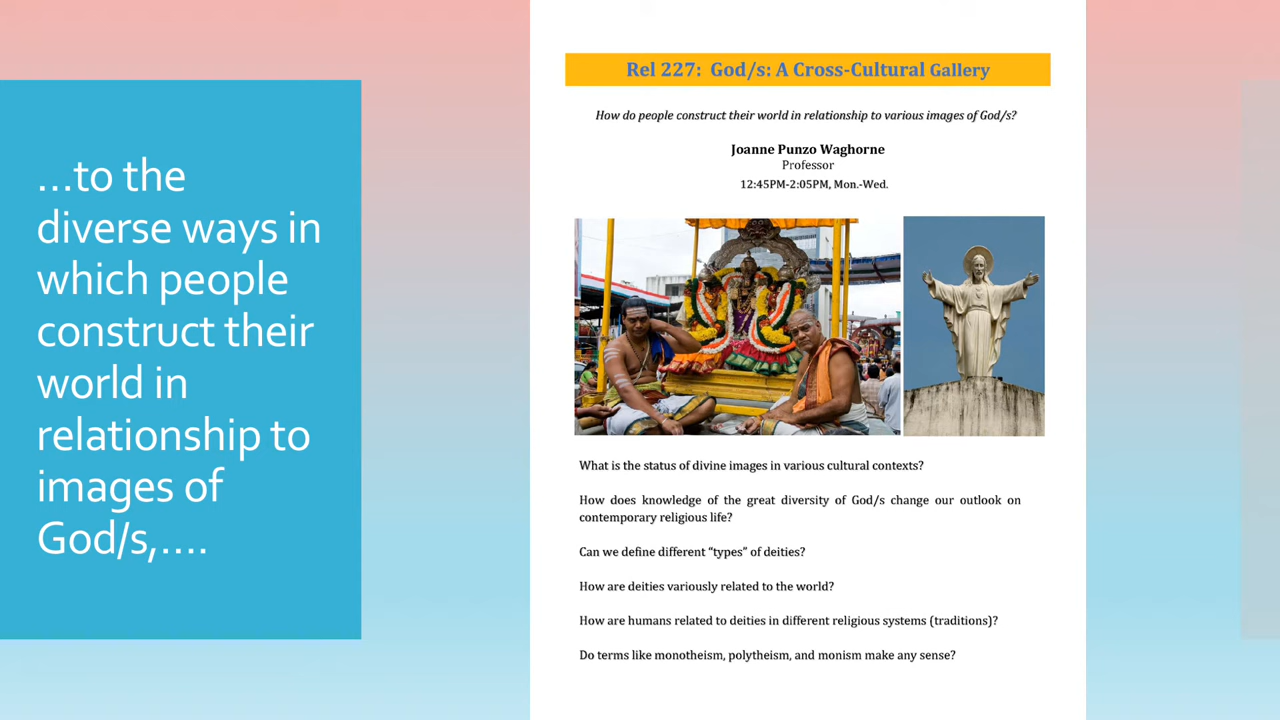 ...to the
diverse ways in
which people
construct their
world in
relationship to
images of
God/s,....
Rel 227: God/s: A Cross-Cultural Gallery
How do people construct their world in relationship to various images of God/s?
Joanne Punzo Waghorne
Professor
12:45PM-2:05PM, Mon.-Wed.
What is the status of divine images in various cultural contexts?
How does knowledge of the great diversity of God/s change our outlook on
contemporary religious life?
Can we define different “types” of deities?
How are deities variously related to the world?
How are humans related to deities in different religious systems (traditions)?
Do terms like monotheism, polytheism, and monism make any sense?